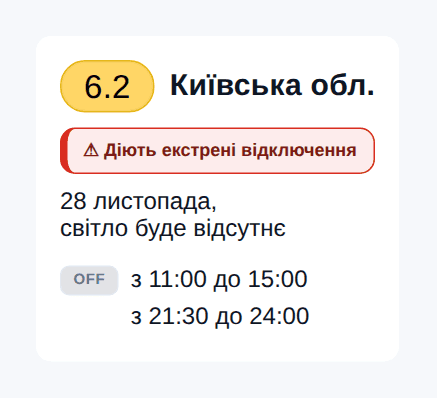 6.2 Київська обл.
⚠ Діють екстрені відключення
28 листопада,
світло буде відсутнє
OFF з 11:00 до 15:00
з 21:30 до 24:00